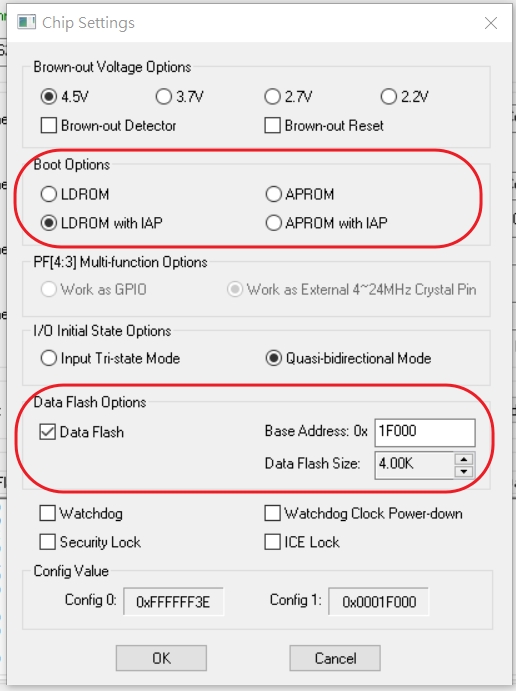 Chip Settings
Brown-out Voltage Options
4.5V 3.7V 2.7V 2.2V
Brown-out Detector Brown-out Reset
Boot Options
LDROM APROM
LDROM with IAP APROM with IAP
PF[4:3] Multi-function Options
Work as GPIO Work as External 4~24MHz Crystal Pin
I/O Initial State Options
Input Tri-state Mode Quasi-bidirectional Mode
Data Flash Options
Data Flash Base Address: 0x 1F000
Data Flash Size: 4.00K
Watchdog Watchdog Clock Power-down
Security Lock ICE Lock
Config Value
Config 0: 0xFFFFFF3E Config 1: 0x0001F000
OK Cancel